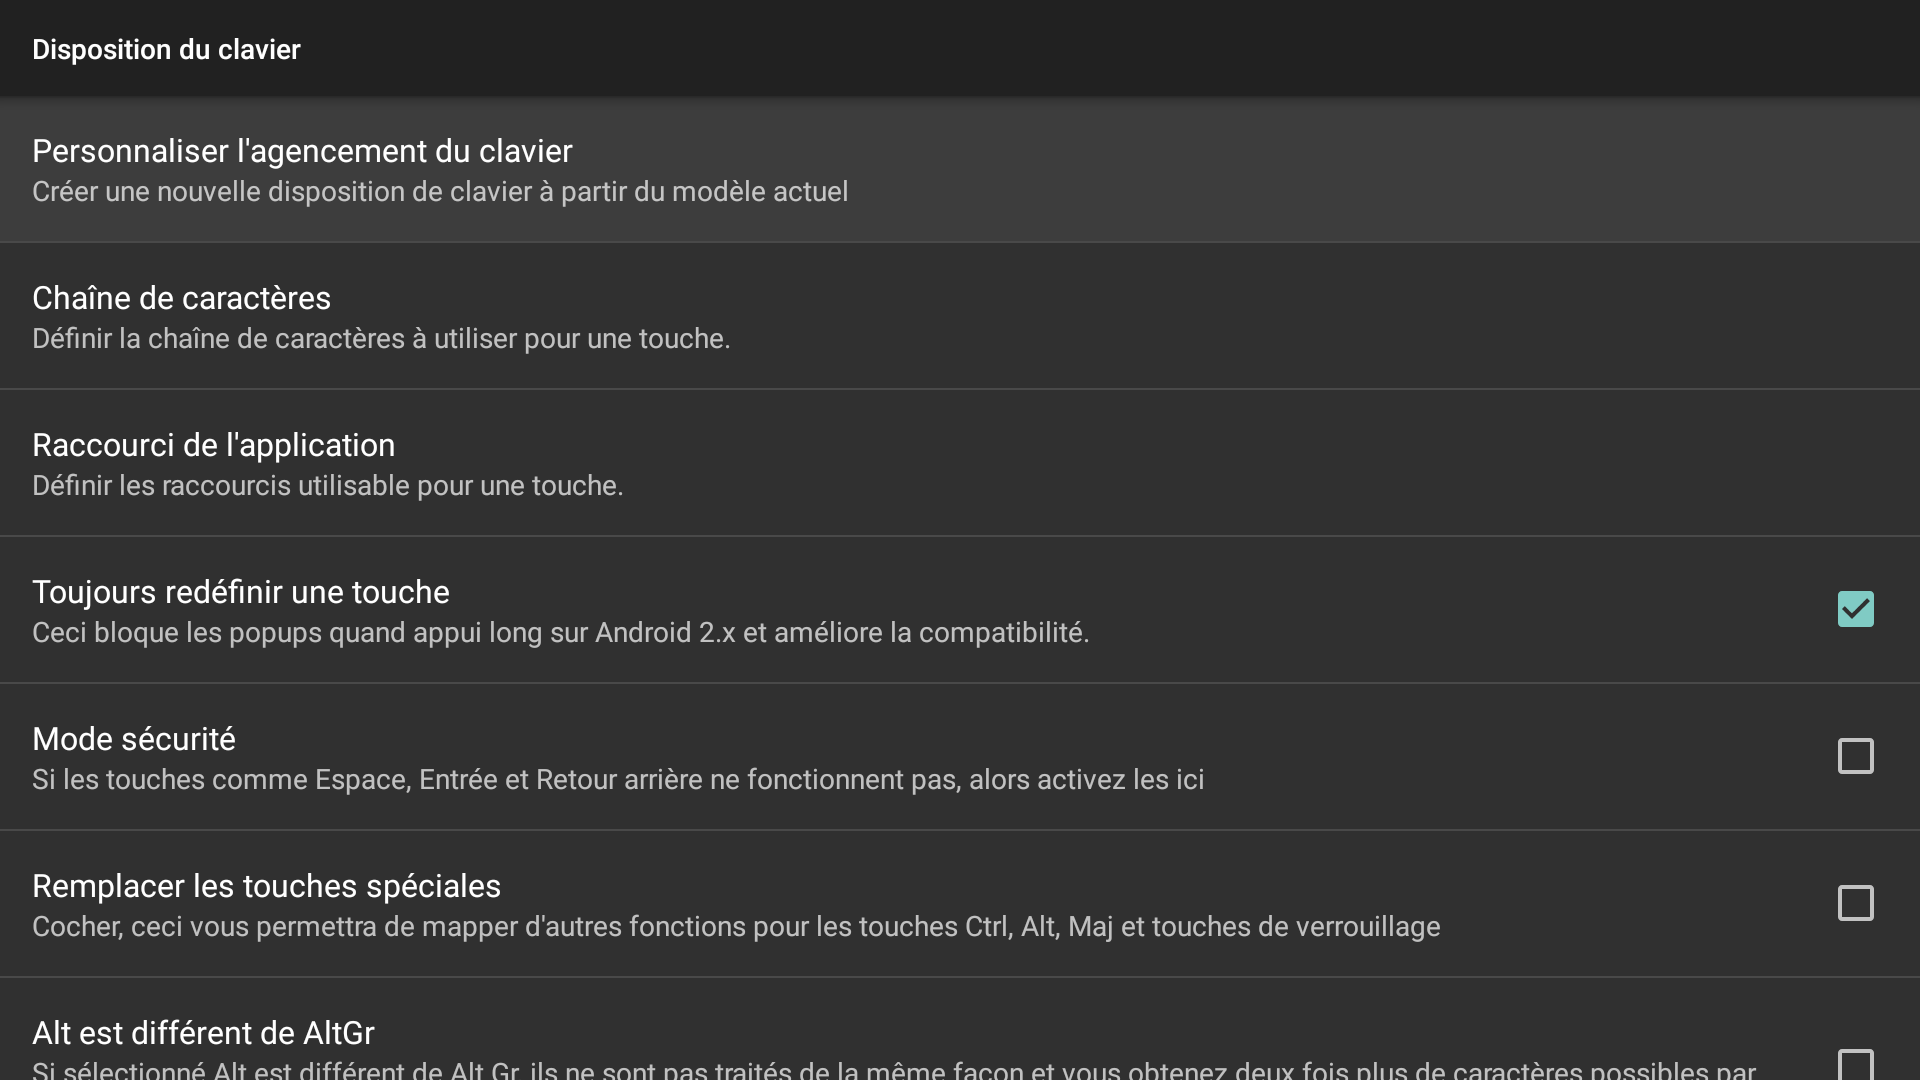 Disposition du clavier
Personnaliser l'agencement du clavier
Créer une nouvelle disposition de clavier à partir du modèle actuel
Chaîne de caractères
Définir la chaîne de caractères à utiliser pour une touche.
Raccourci de l'application
Définir les raccourcis utilisable pour une touche.
Toujours redéfinir une touche
Ceci bloque les popups quand appui long sur Android 2.x et améliore la compatibilité.
Mode sécurité
Si les touches comme Espace, Entrée et Retour arrière ne fonctionnent pas, alors activez les ici
Remplacer les touches spéciales
Cocher, ceci vous permettra de mapper d'autres fonctions pour les touches Ctrl, Alt, Maj et touches de verrouillage
Alt est différent de AltGr
Si sélectionné Alt est différent de Alt Gr, ils ne sont pas traités de la même façon et vous obtenez deux fois plus de caractères possibles par